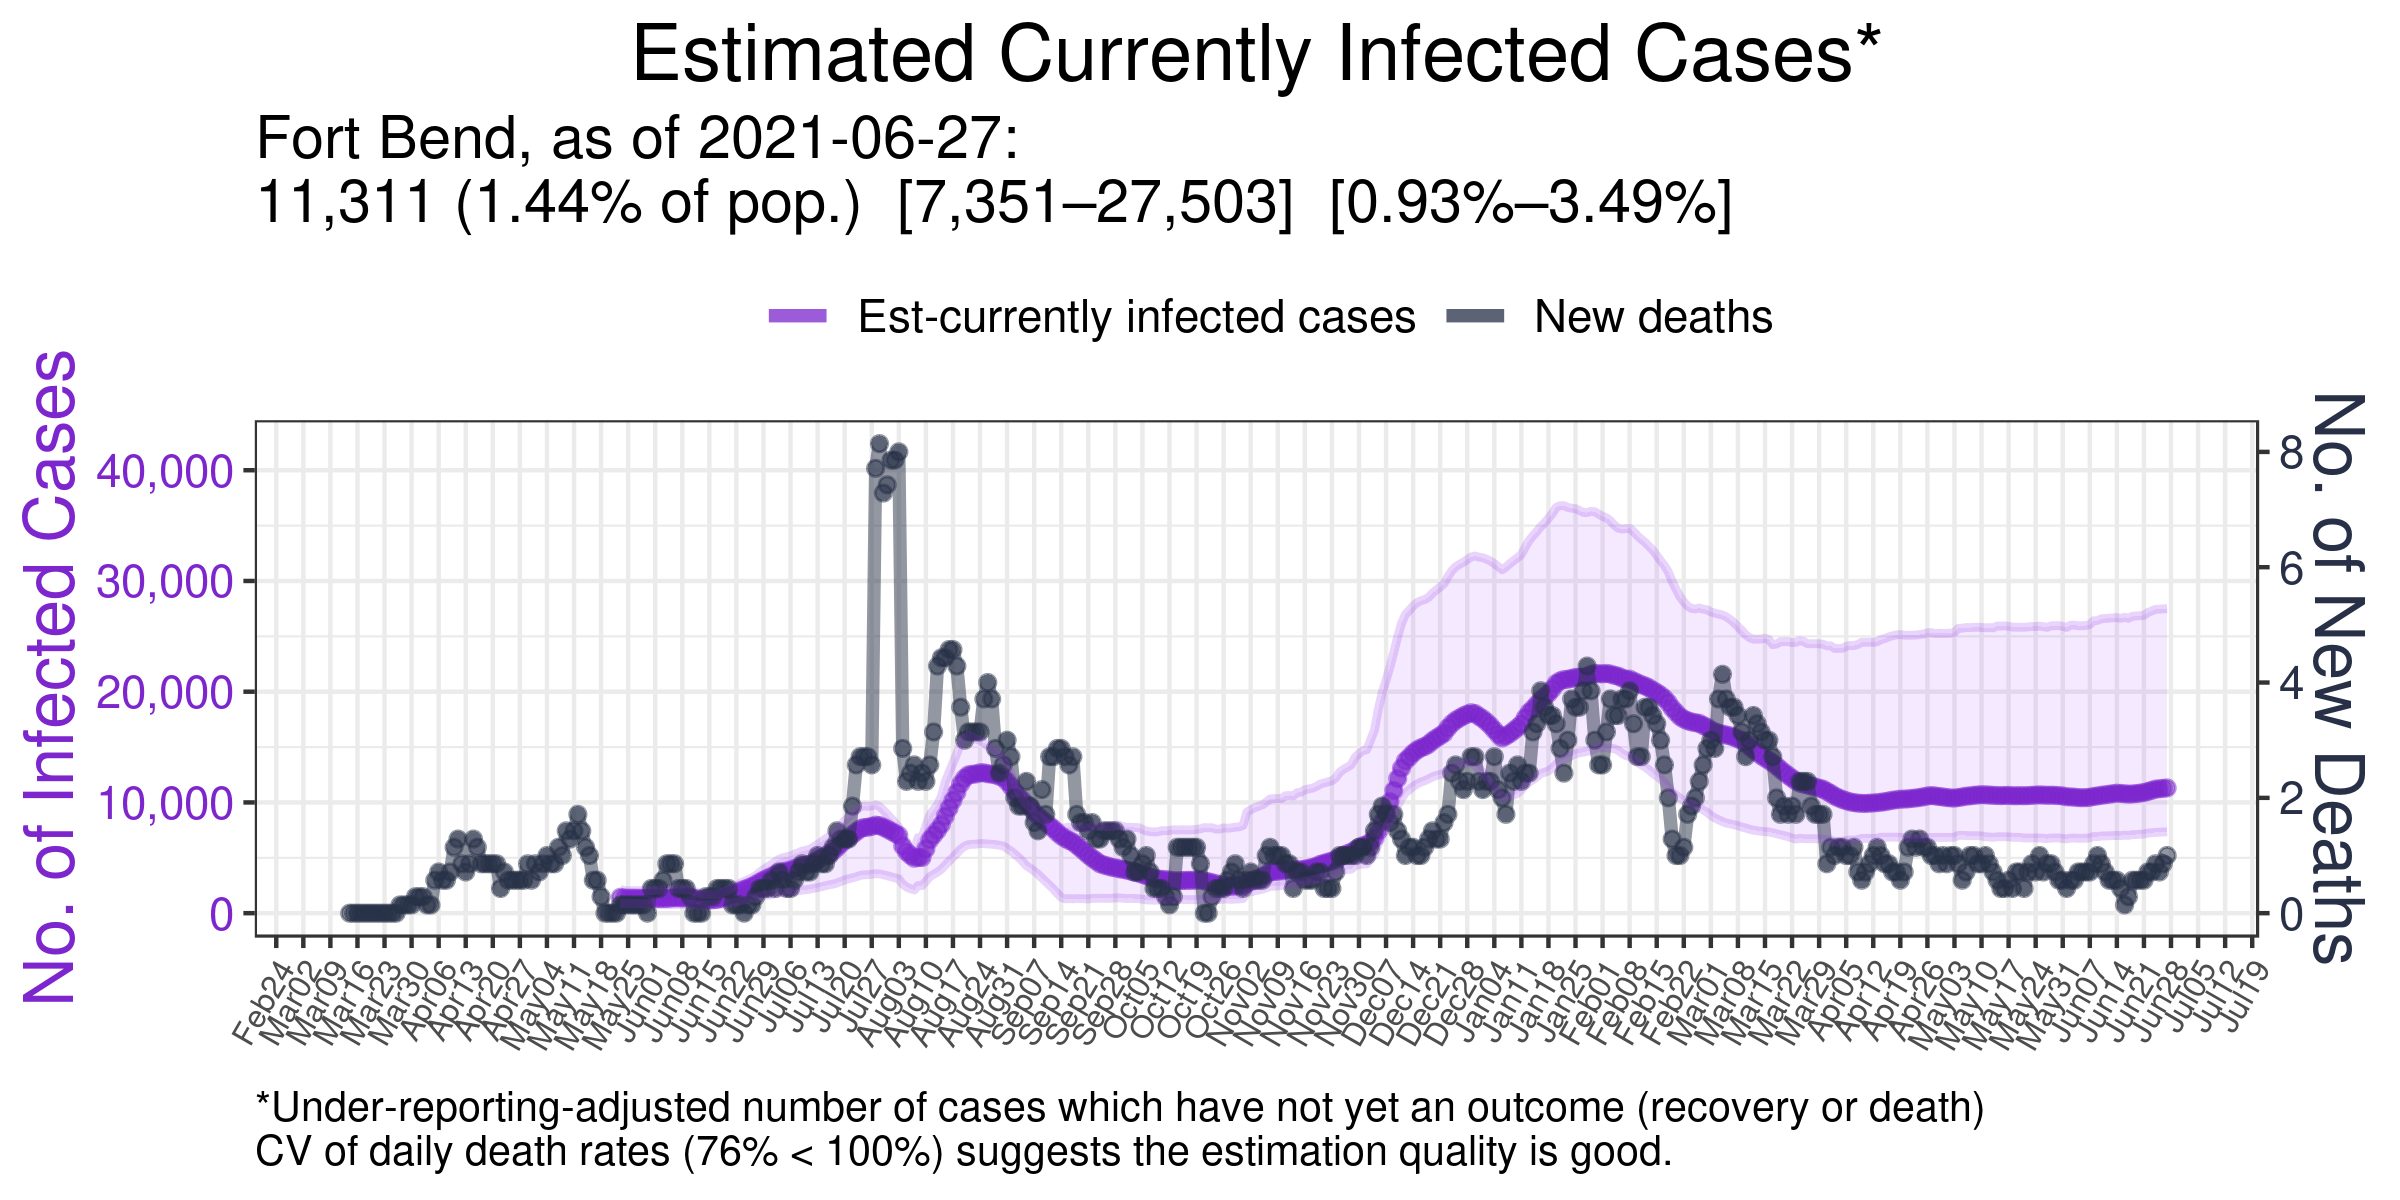 Estimated Currently Infected Cases*
Fort Bend, as of 2021-06-27:
11,311 (1.44% of pop.)  [7,351–27,503]  [0.93%–3.49%]
Est-currently infected cases
New deaths
No. of Infected Cases
40,000
30,000
20,000
10,000
0
8
6
4
2
0
No. of New Deaths
Feb24
Mar02
Mar09
Mar16
Mar23
Mar30
Apr06
Apr13
Apr20
Apr27
May04
May11
May18
May25
Jun01
Jun08
Jun15
Jun22
Jun29
Jul06
Jul13
Jul20
Jul27
Aug03
Aug10
Aug17
Aug24
Aug31
Sep07
Sep14
Sep21
Sep28
Oct05
Oct12
Oct19
Oct26
Nov02
Nov09
Nov16
Nov23
Nov30
Dec07
Dec14
Dec21
Dec28
Jan04
Jan11
Jan18
Jan25
Feb01
Feb08
Feb15
Feb22
Mar01
Mar08
Mar15
Mar22
Mar29
Apr05
Apr12
Apr19
Apr26
May03
May10
May17
May24
May31
Jun07
Jun14
Jun21
Jun28
Jul05
Jul12
Jul19
*Under-reporting-adjusted number of cases which have not yet an outcome (recovery or death)
CV of daily death rates (76% < 100%) suggests the estimation quality is good.